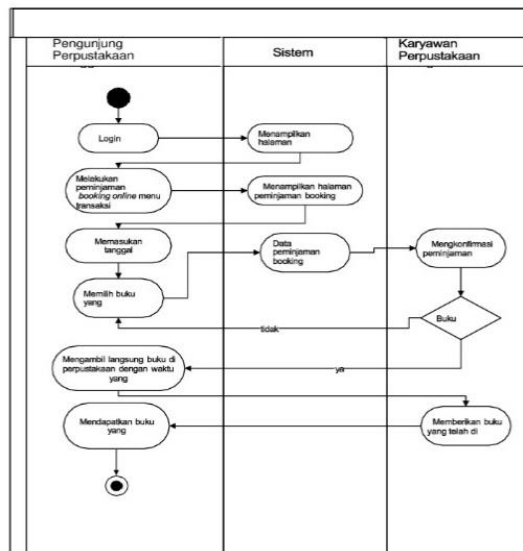 Pengunjung
Perpustakaan
Sistem
Karyawan
Perpustakaan
Login
Menampilkan
halaman
Melakukan
peminjaman
booking online menu
transaksi
Menampilkan halaman
peminjaman booking
Memasukan
tanggal
Data
peminjaman
booking
Mengkonfirmasi
peminjaman
Memilih buku
yang
Buku
tidak
Mengambil langsung buku di
perpustakaan dengan waktu
yang
ya
Mendapatkan buku
yang
Memberikan buku
yang telah di